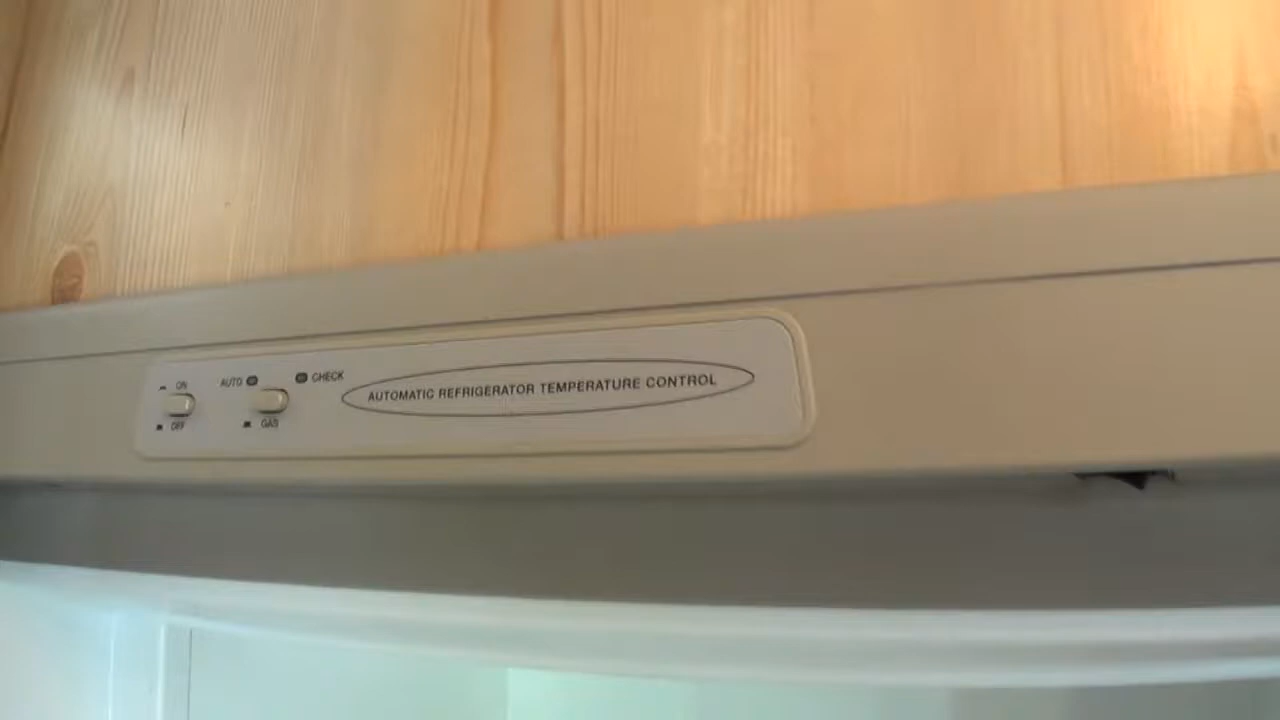 ON
OFF
AUTO
GAS
CHECK
AUTOMATIC REFRIGERATOR TEMPERATURE CONTROL